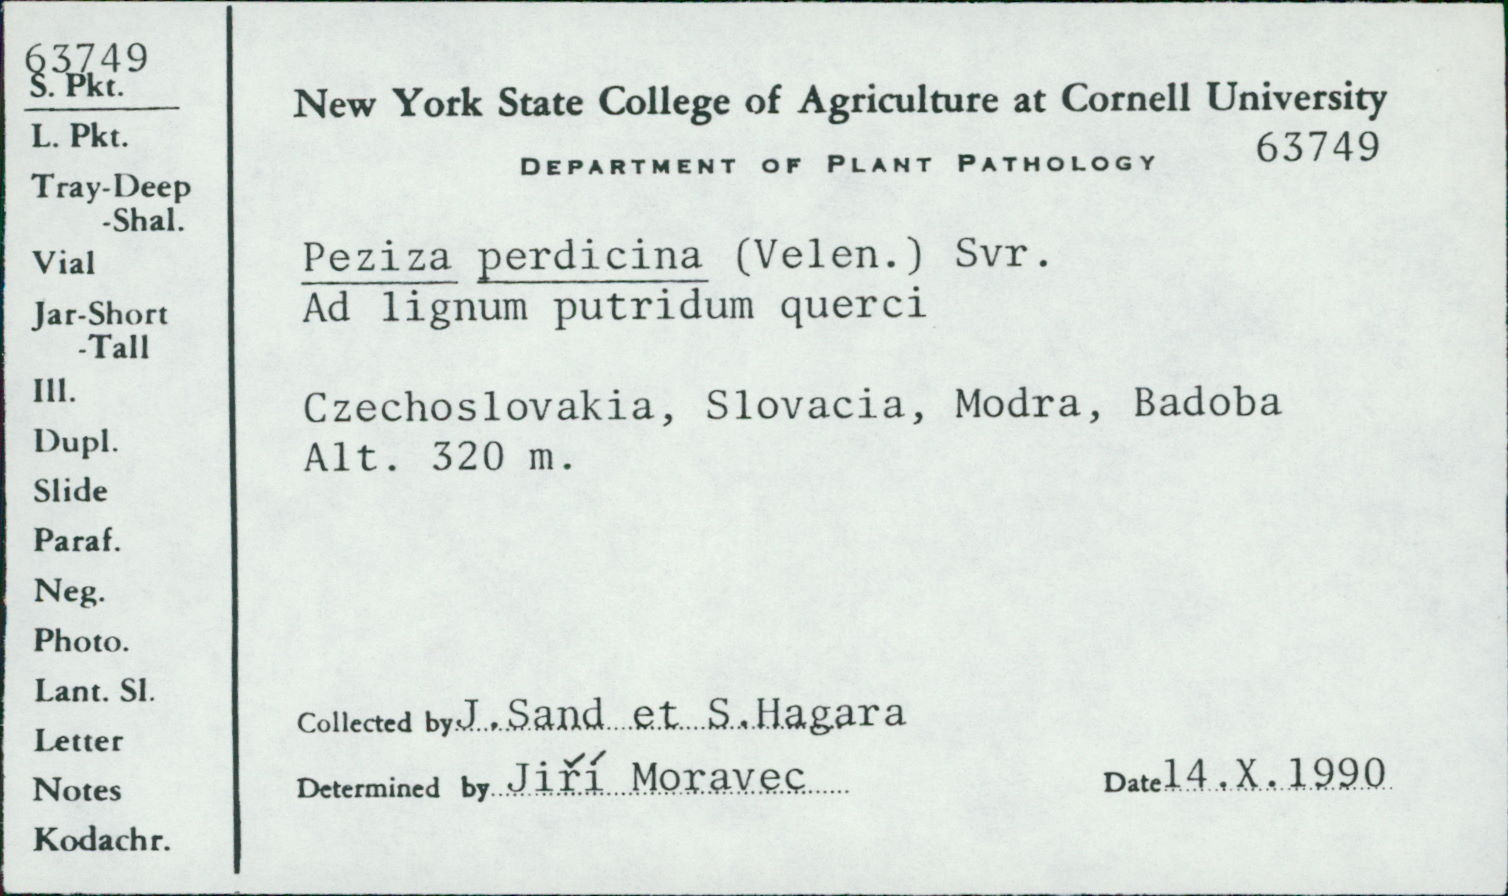 63749
S. Pkt.
L. Pkt.
Tray-Deep
-Shal.
Vial
Jar-Short
-Tall
Ill.
Dupl.
Slide
Paraf.
Neg.
Photo.
Lant. Sl.
Letter
Notes
Kodachr.
New York State College of Agriculture at Cornell University
DEPARTMENT OF PLANT PATHOLOGY 63749
Peziza perdicina (Velen.) Svr.
Ad lignum putridum querci
Czechoslovakia, Slovacia, Modra, Badoba
Alt. 320 m.
Collected by J. Sand et S. Hagara
Determined by Jiří Moravec Date 14.X.1990